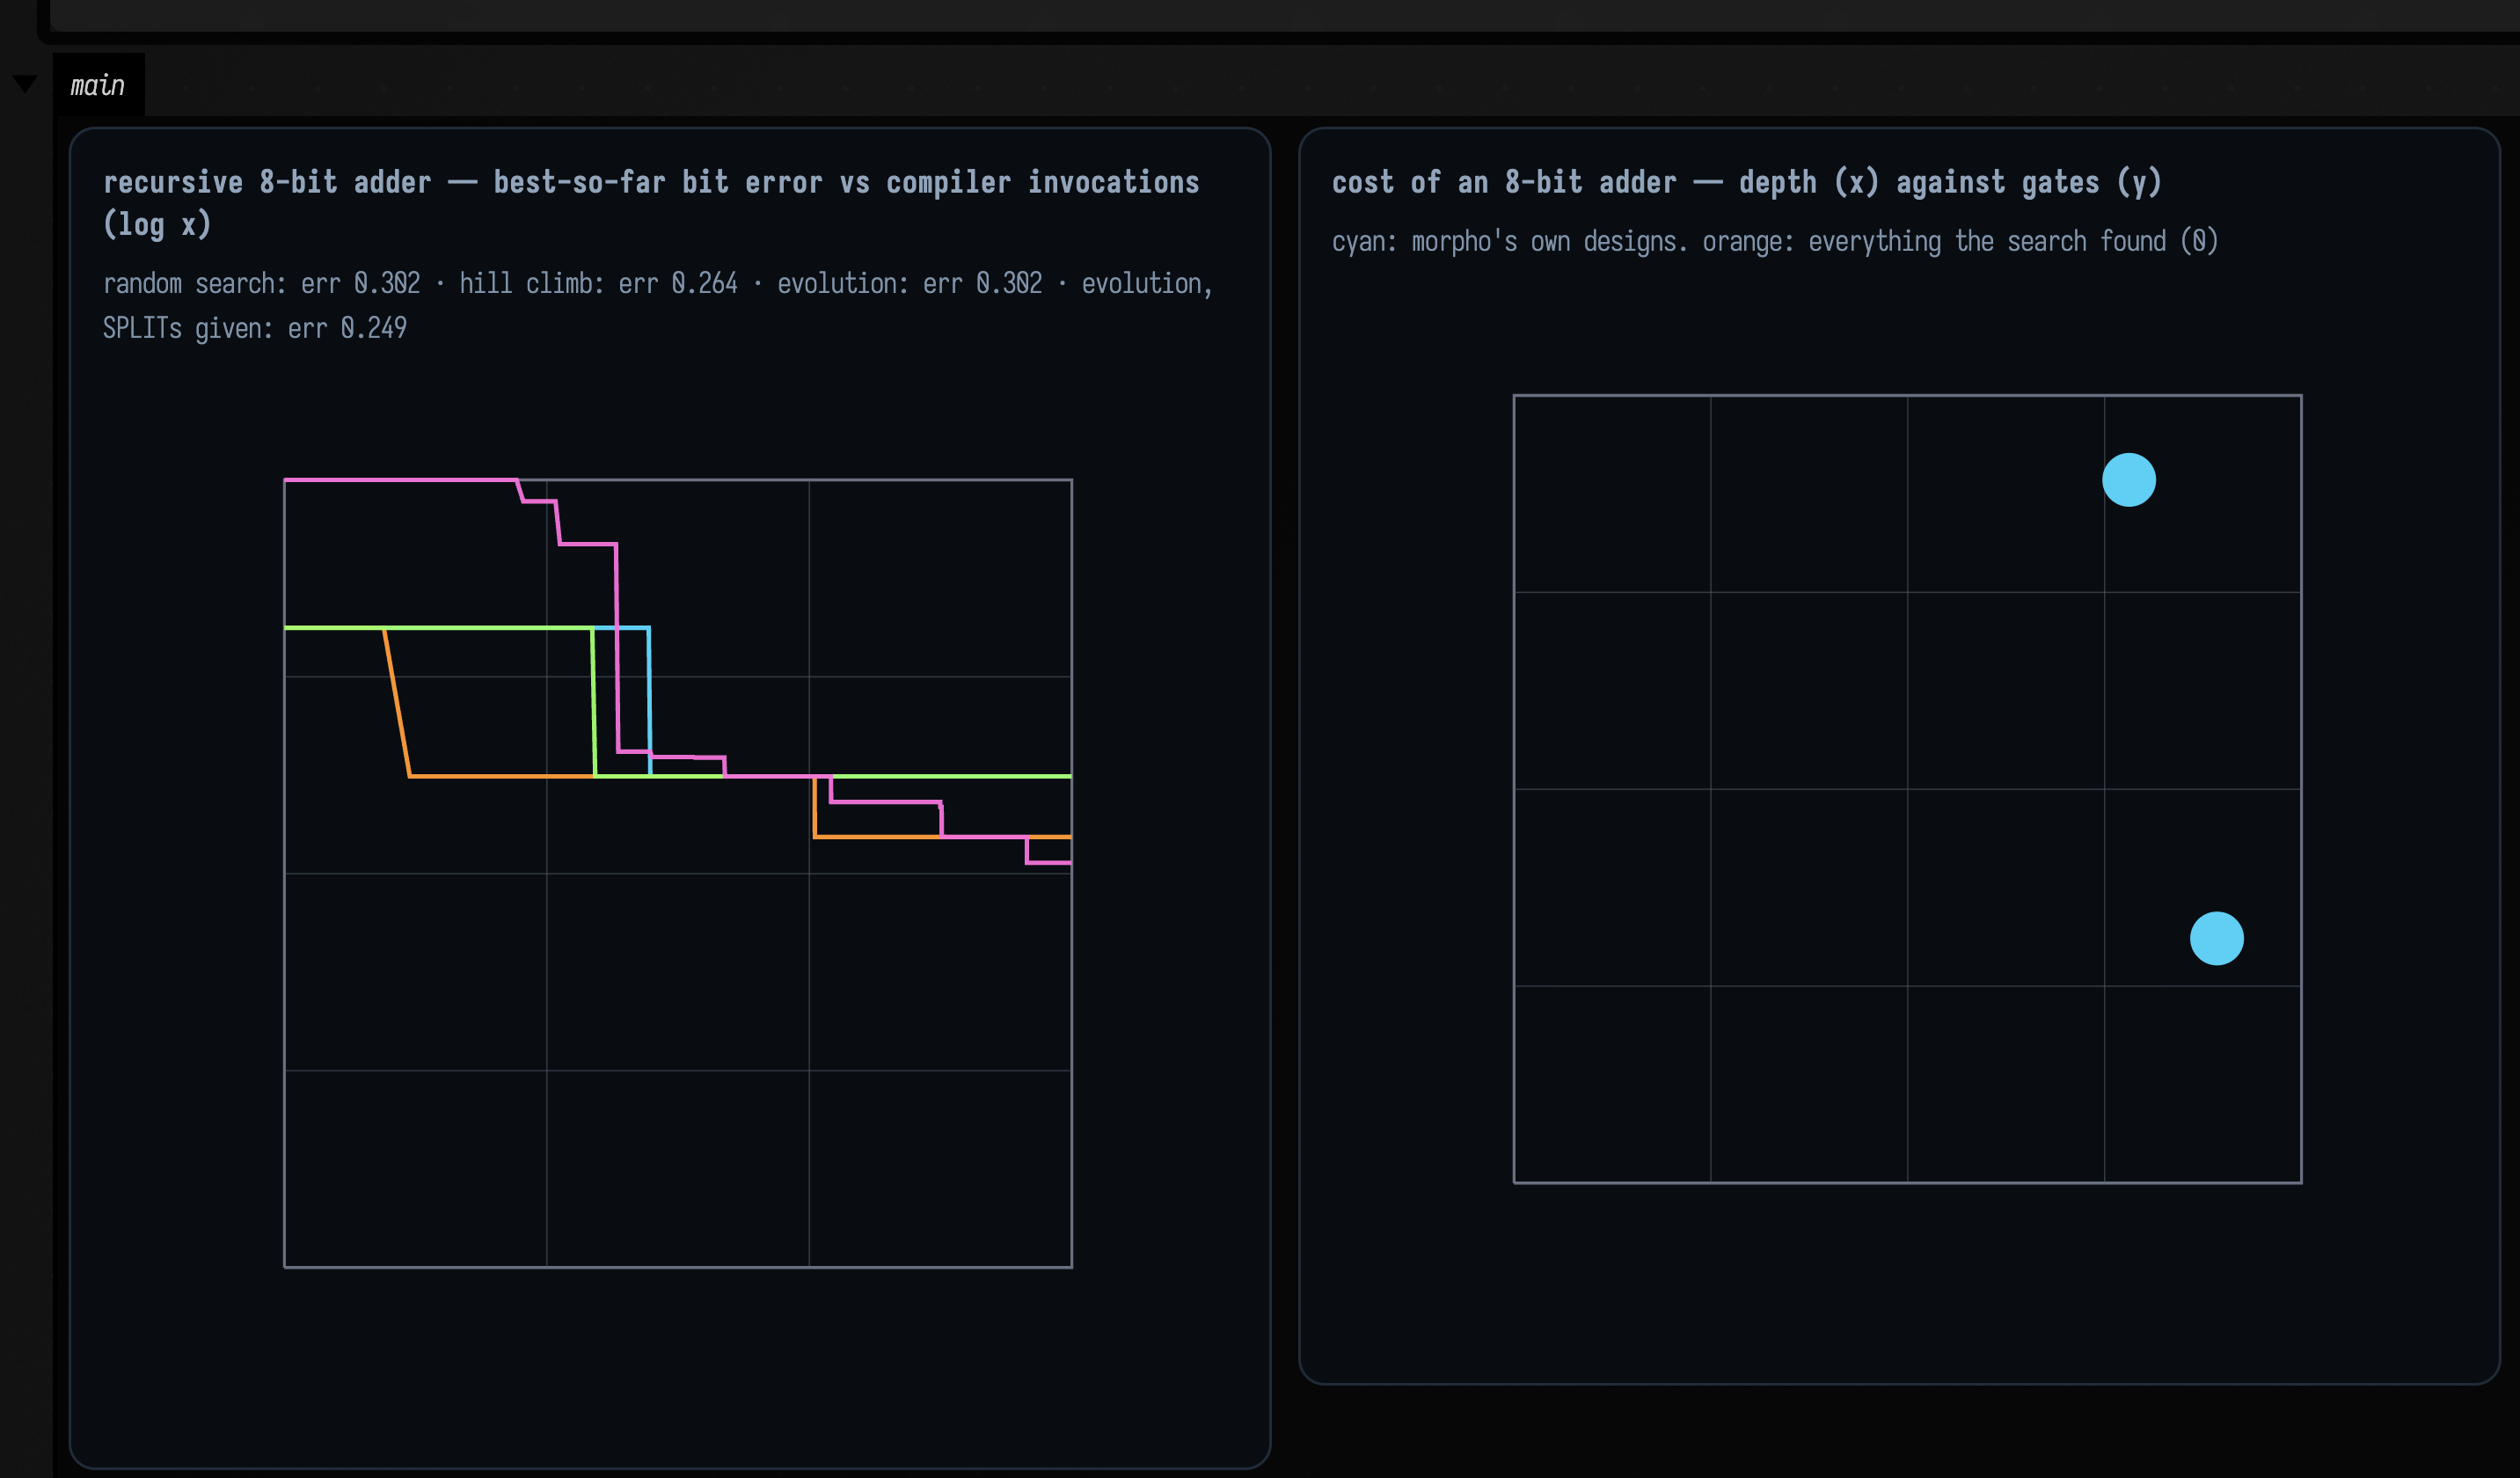 main
recursive 8-bit adder — best-so-far bit error vs compiler invocations
(log x)
random search: err 0.302 · hill climb: err 0.264 · evolution: err 0.302 · evolution,
SPLITs given: err 0.249
cost of an 8-bit adder — depth (x) against gates (y)
cyan: morpho's own designs. orange: everything the search found (0)